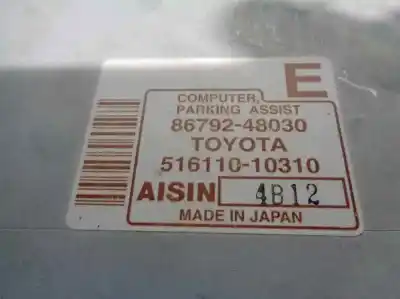 E
COMPUTER,
PARKING ASSIST
86792-48030
TOYOTA
516110-10310
AISIN 4B12
MADE IN JAPAN